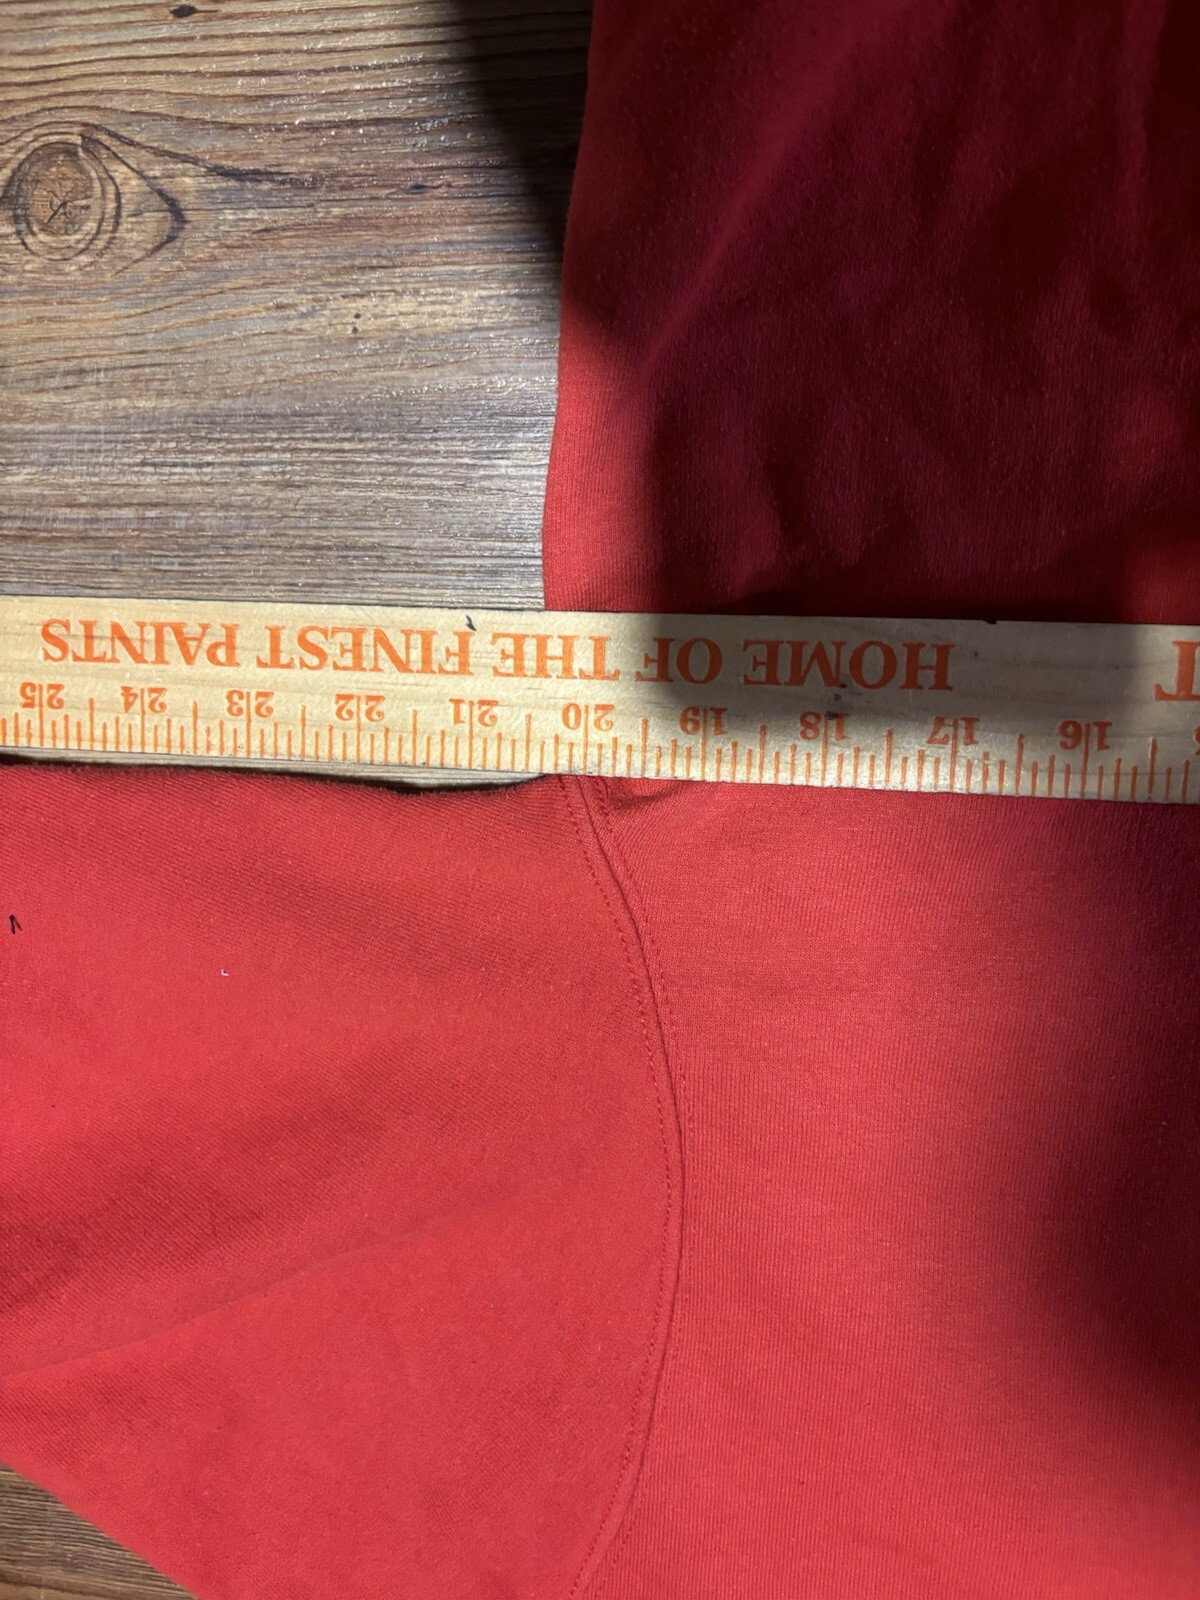 T HOME OF THE FINEST PAINTS
16 17 18 19 20 21 22 23 24 25